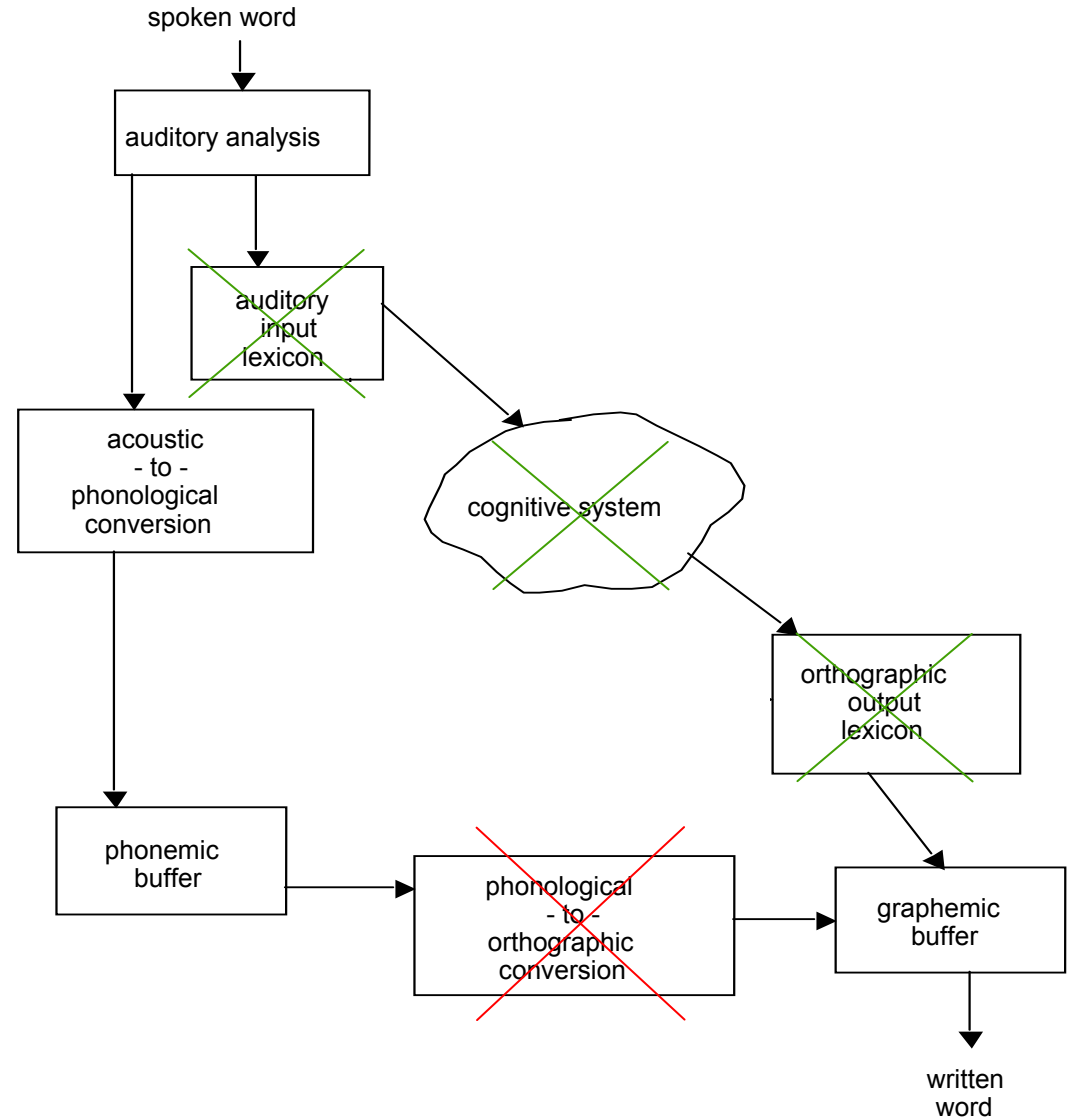 spoken word
auditory analysis
auditory
input
lexicon
acoustic
- to -
phonological
conversion
cognitive system
orthographic
output
lexicon
phonemic
buffer
phonological
- to -
orthographic
conversion
graphemic
buffer
written
word